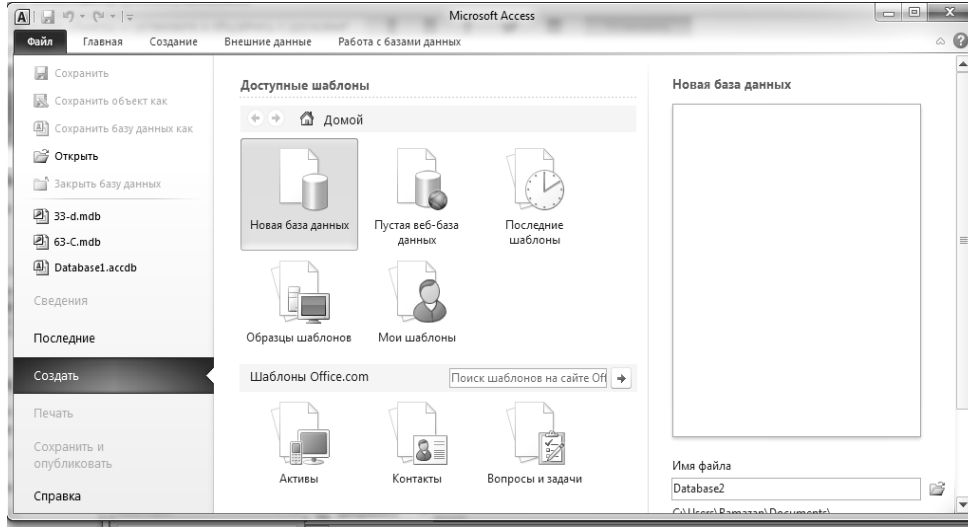 Microsoft Access
Файл Главная Создание Внешние данные Работа с базами данных
Сохранить
Сохранить объект как
Сохранить базу данных как
Открыть
Закрыть базу данных
33-d.mdb
63-C.mdb
Database1.accdb
Сведения
Последние
Создать
Печать
Сохранить и
опубликовать
Справка
Доступные шаблоны
Домой
Новая база данных
Пустая веб-база
данных
Последние
шаблоны
Образцы шаблонов
Мои шаблоны
Шаблоны Office.com
Поиск шаблонов на сайте Off
Активы
Контакты
Вопросы и задачи
Новая база данных
Имя файла
Database2
C:\Users\Ramazan\Documents\